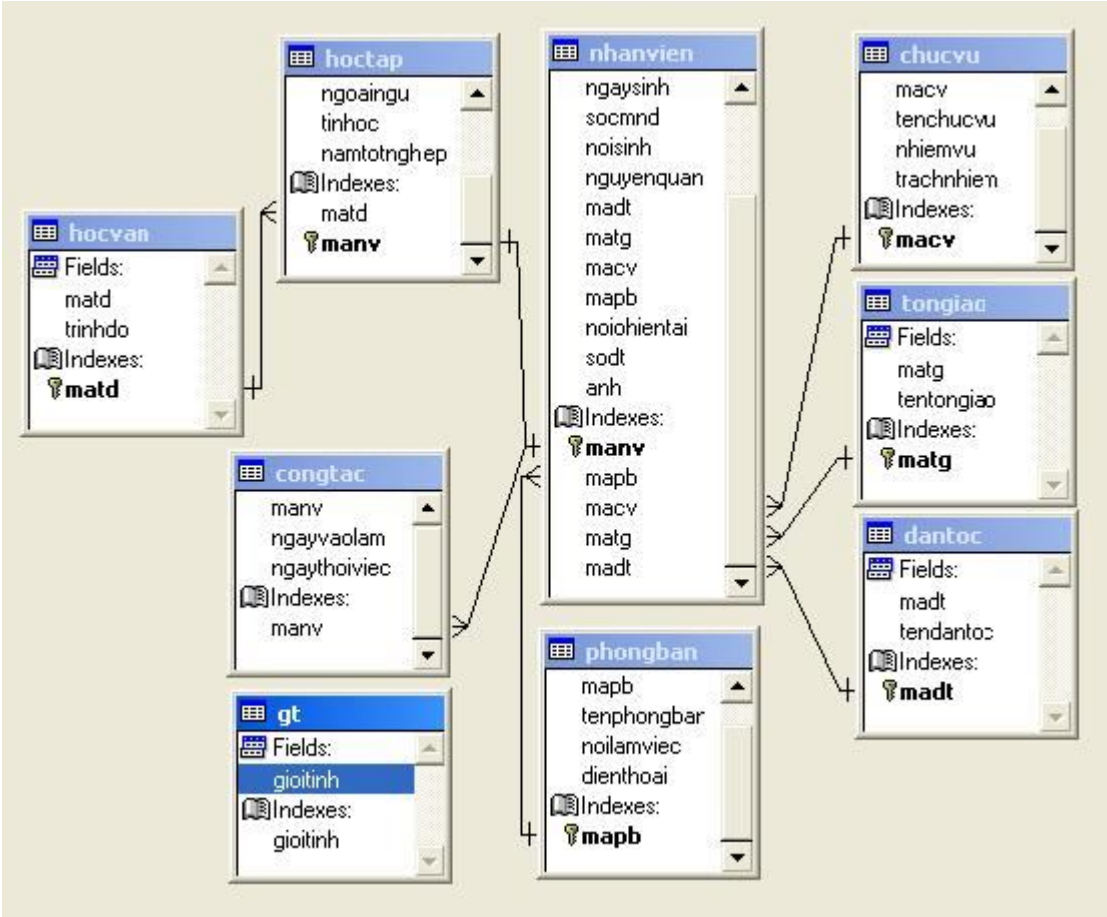 hoctap
ngoaingu
tinhoc
namtotnghep
Indexes:
matd
manv
nhanvien
ngaysinh
socmnd
noisinh
nguyenquan
madt
matg
macv
mapb
noiohientai
sodt
anh
Indexes:
manv
mapb
macv
matg
madt
chucvu
macv
tenchucvu
nhiemvu
trachnhiem
Indexes:
macv
hocvan
Fields:
matd
trinhdo
Indexes:
matd
tongiao
Fields:
matg
tentongiao
Indexes:
matg
congtac
manv
ngayvaolam
ngaythoiviec
Indexes:
manv
dantoc
Fields:
madt
tendantoc
Indexes:
madt
gt
Fields:
gioitinh
Indexes:
gioitinh
phongban
mapb
tenphongban
noilamviec
dienthoai
Indexes:
mapb